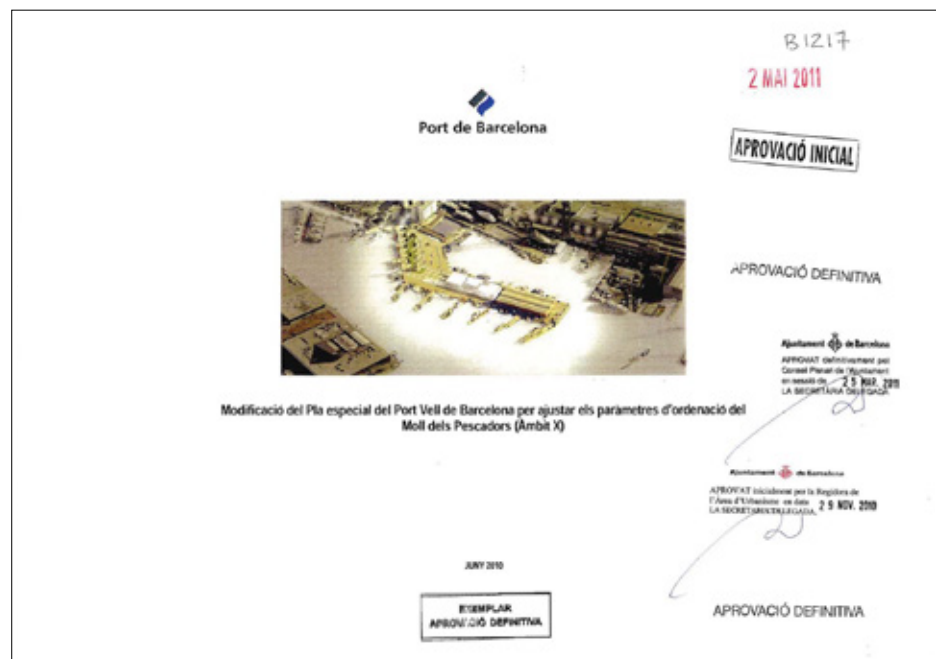 B1217
2 MAI 2011
Port de Barcelona
APROVACIÓ INICIAL
APROVACIÓ DEFINITIVA
Ajuntament de Barcelona
APROVAT definitivament pel
Consell Plenari de l'Ajuntament
en sessió de 25 MAR. 2011
LA SECRETÀRIA DELEGADA
Modificació del Pla especial del Port Vell de Barcelona per ajustar els paràmetres d'ordenació del
Moll dels Pescadors (Àmbit X)
Ajuntament de Barcelona
APROVAT inicialment per la Regidora de
l'Àrea d'Urbanisme en data 29 NOV. 2010
LA SECRETÀRIA DELEGADA,
JUNY 2010
EXEMPLAR
APROVACIÓ DEFINITIVA
APROVACIÓ DEFINITIVA